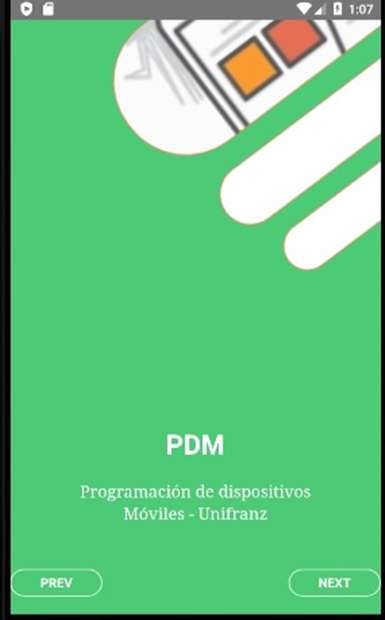 1:07
PDM
Programación de dispositivos
Móviles - Unifranz
PREV
NEXT